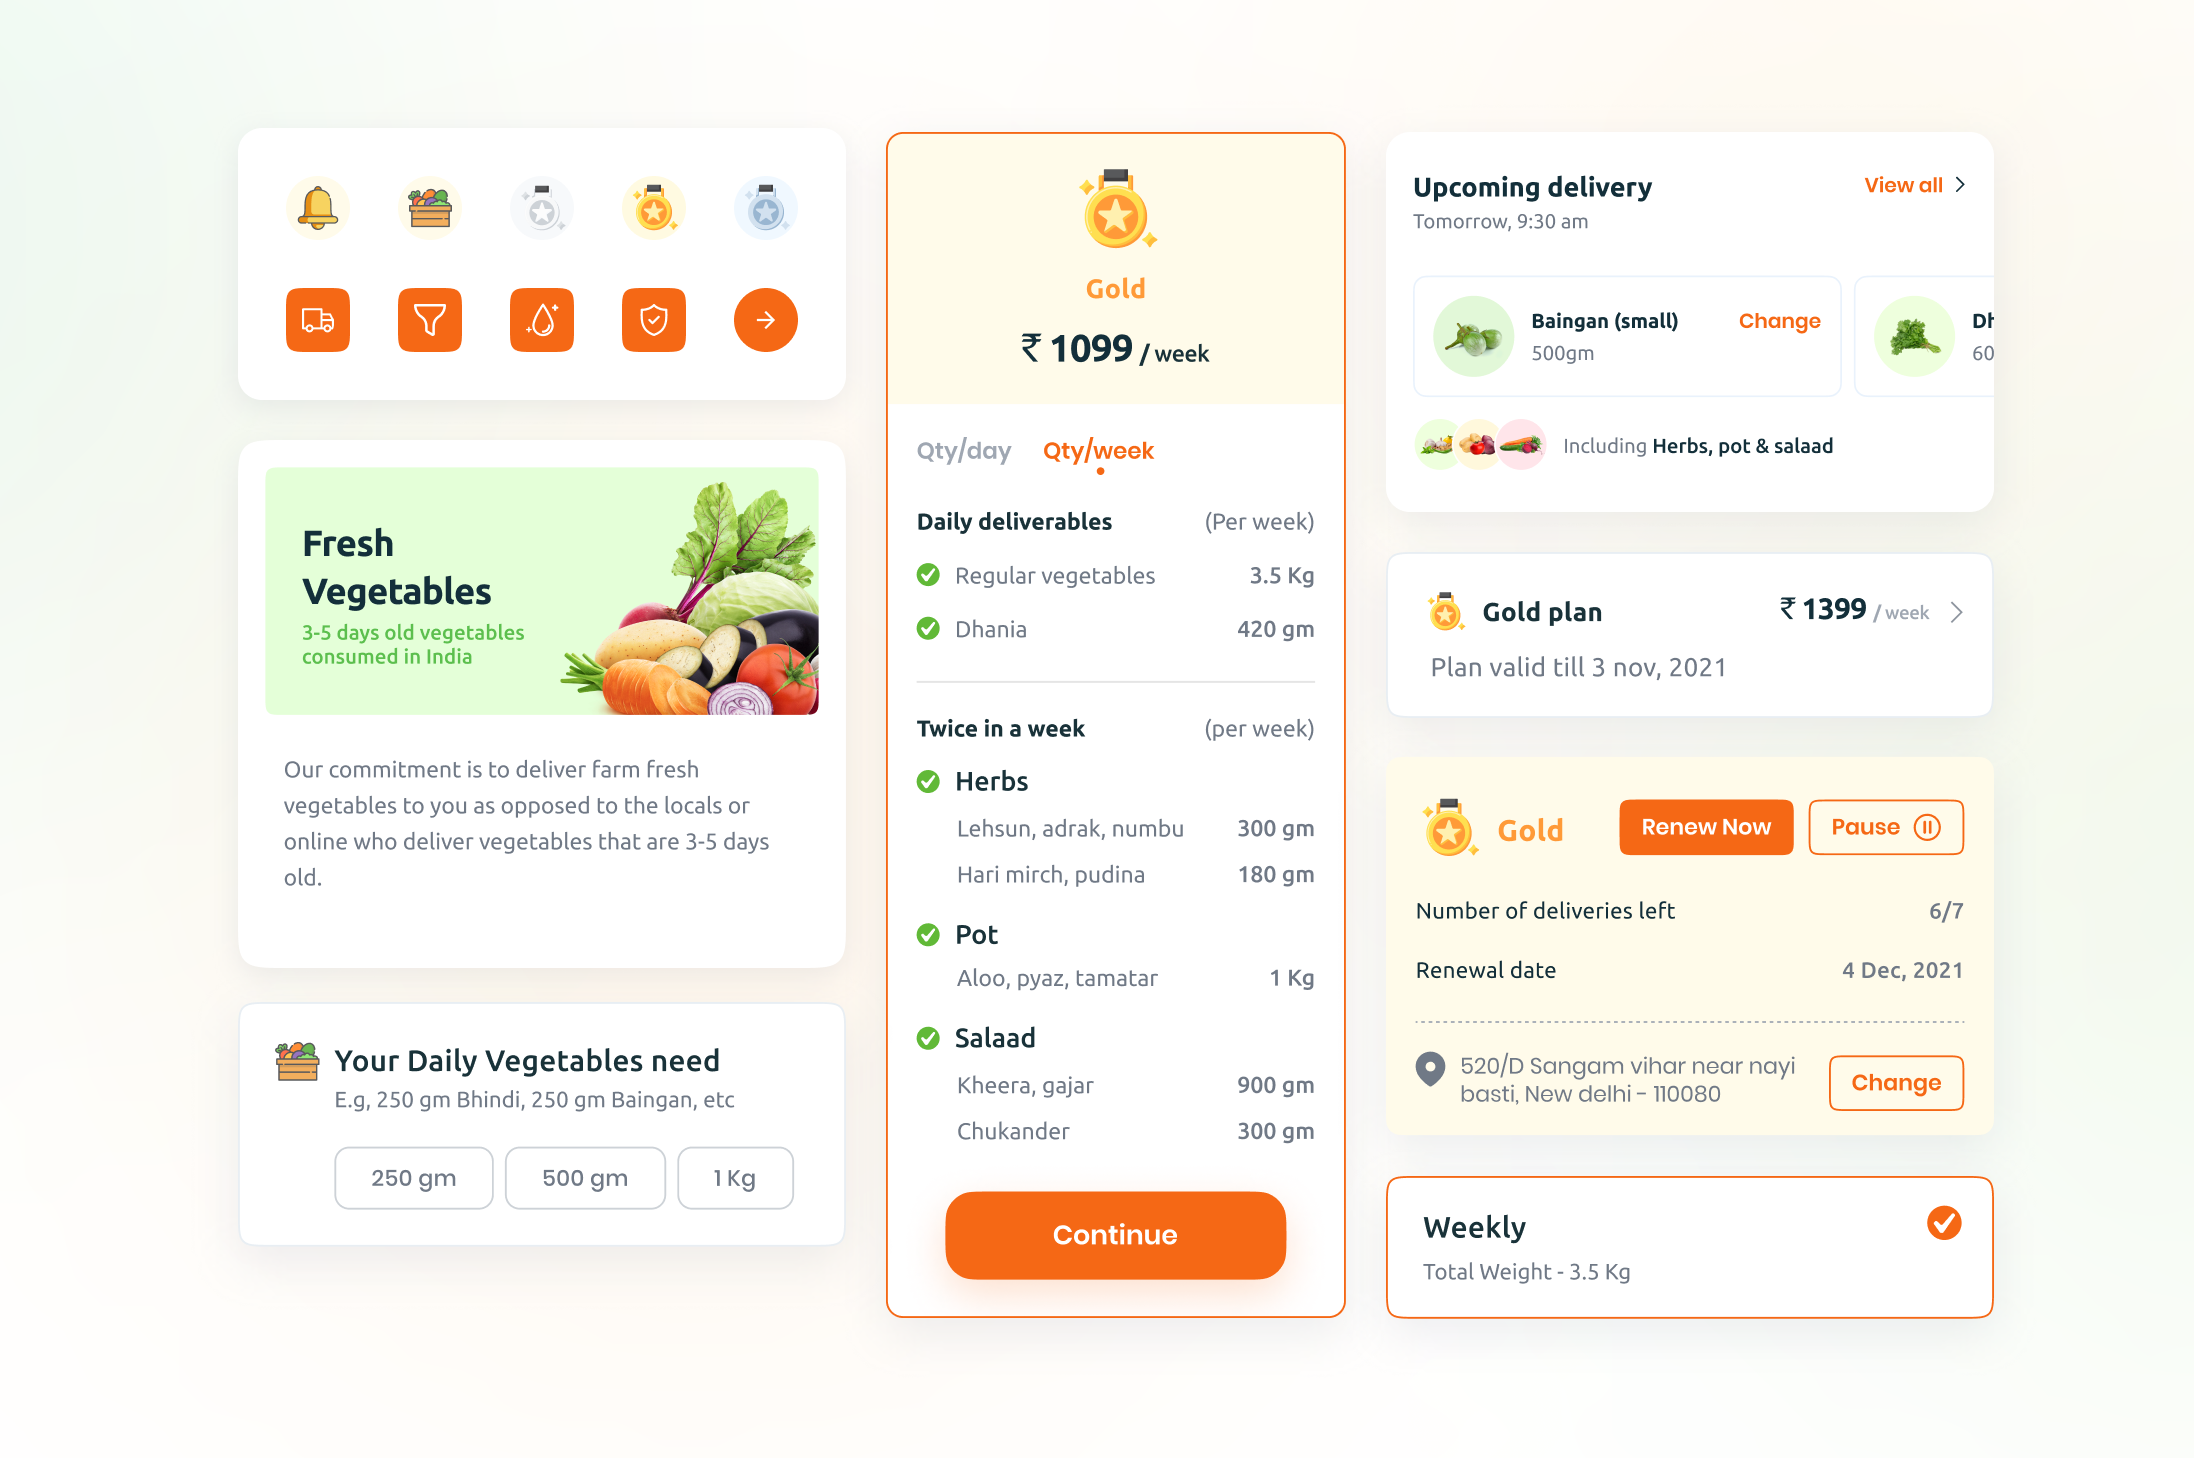 Fresh
Vegetables
3-5 days old vegetables
consumed in India
Our commitment is to deliver farm fresh
vegetables to you as opposed to the locals or
online who deliver vegetables that are 3-5 days
old.
Your Daily Vegetables need
E.g, 250 gm Bhindi, 250 gm Baingan, etc
250 gm 500 gm 1 Kg
Gold
₹ 1099 / week
Qty/day Qty/week
Daily deliverables (Per week)
Regular vegetables 3.5 Kg
Dhania 420 gm
Twice in a week (per week)
Herbs
Lehsun, adrak, numbu 300 gm
Hari mirch, pudina 180 gm
Pot
Aloo, pyaz, tamatar 1 Kg
Salaad
Kheera, gajar 900 gm
Chukander 300 gm
Continue
Upcoming delivery View all
Tomorrow, 9:30 am
Baingan (small) Change
500gm
60
Including Herbs, pot & salaad
Gold plan ₹ 1399 / week
Plan valid till 3 nov, 2021
Gold Renew Now Pause
Number of deliveries left 6/7
Renewal date 4 Dec, 2021
520/D Sangam vihar near nayi
basti, New delhi - 110080
Change
Weekly
Total Weight - 3.5 Kg